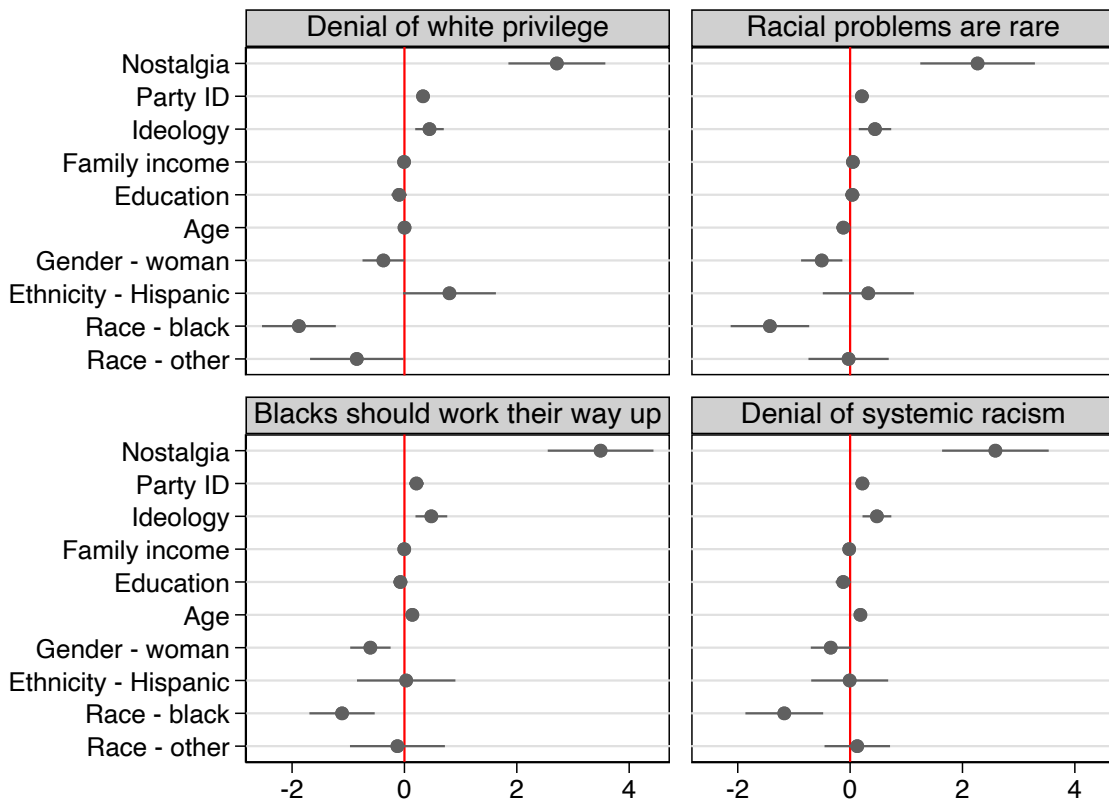 Denial of white privilege
Racial problems are rare
Nostalgia
Party ID
Ideology
Family income
Education
Age
Gender - woman
Ethnicity - Hispanic
Race - black
Race - other
Blacks should work their way up
Denial of systemic racism
Nostalgia
Party ID
Ideology
Family income
Education
Age
Gender - woman
Ethnicity - Hispanic
Race - black
Race - other
-2 0 2 4
-2 0 2 4